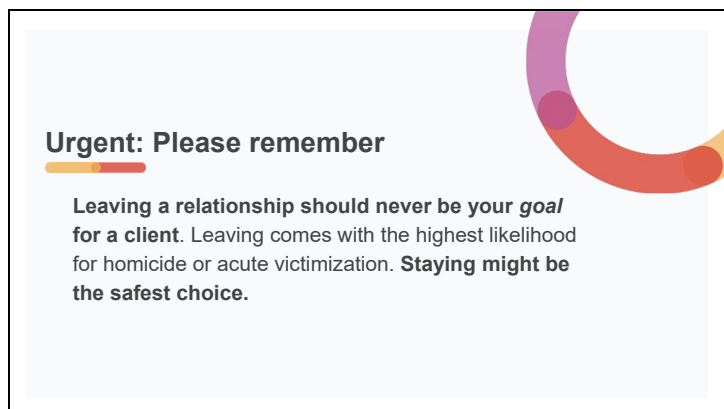 Urgent: Please remember
Leaving a relationship should never be your goal
for a client. Leaving comes with the highest likelihood
for homicide or acute victimization. Staying might be
the safest choice.